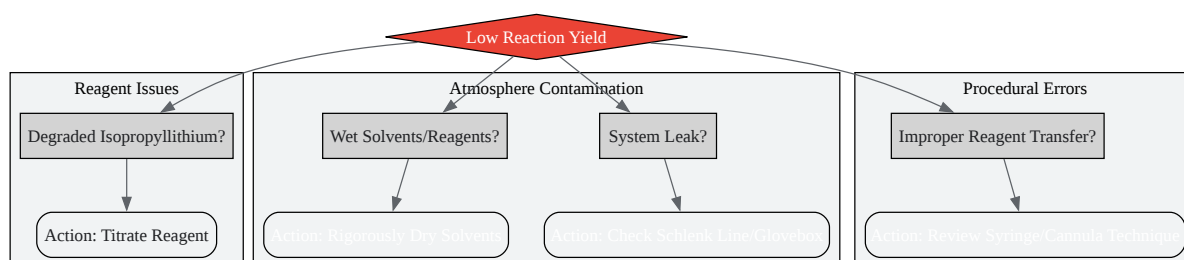 Low Reaction Yield
Reagent Issues
Atmosphere Contamination
Procedural Errors
Degraded Isopropyllithium?
Wet Solvents/Reagents?
System Leak?
Improper Reagent Transfer?
Action: Titrate Reagent
Action: Rigorously Dry Solvents
Action: Check Schlenk Line/Glovebox
Action: Review Syringe/Cannula Technique